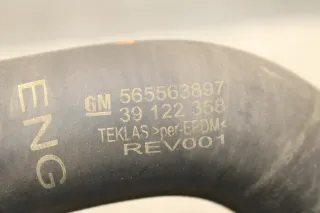 ENG
GM 565563897
39 122 358
TEKLAS >per-EPDM<
REV001